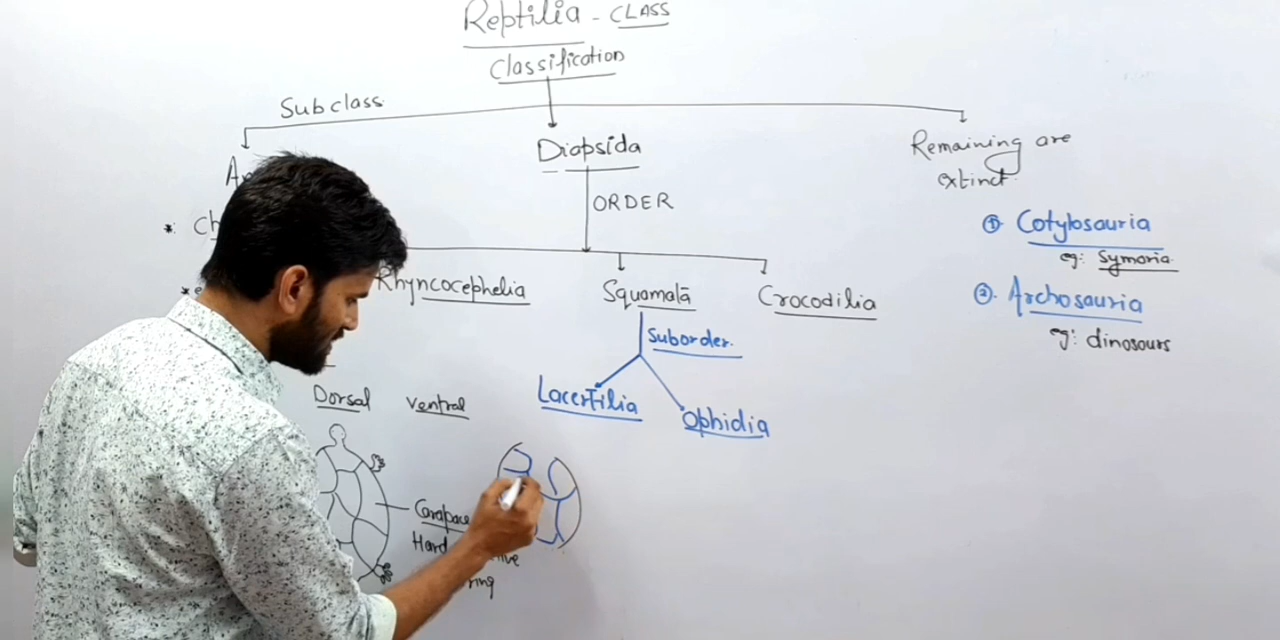 Reptilia - CLASS
Classification
Subclass
Diapsida
Remaining are
extinct.
ORDER
① Cotylosauria
eg: Symoria
Rhyncocephelia
Squamata
Crocodilia
② Archosauria
eg: dinosours
Suborder.
Dorsal
Ventral
Lacertilia
Ophidia
Carapace
Hard